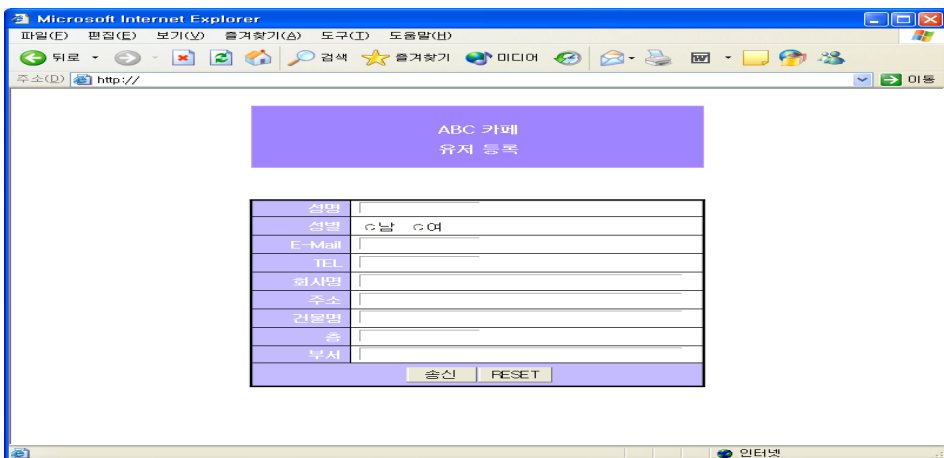 Microsoft Internet Explorer
파일(F) 편집(E) 보기(V) 즐겨찾기(A) 도구(T) 도움말(H)
뒤로 검색 즐겨찾기 미디어
주소(D) http:// 이동
ABC 카페
유저 등록
성명
성별 남 여
E-Mail
TEL
회사명
주소
건물명
층
부서
송신 RESET
인터넷